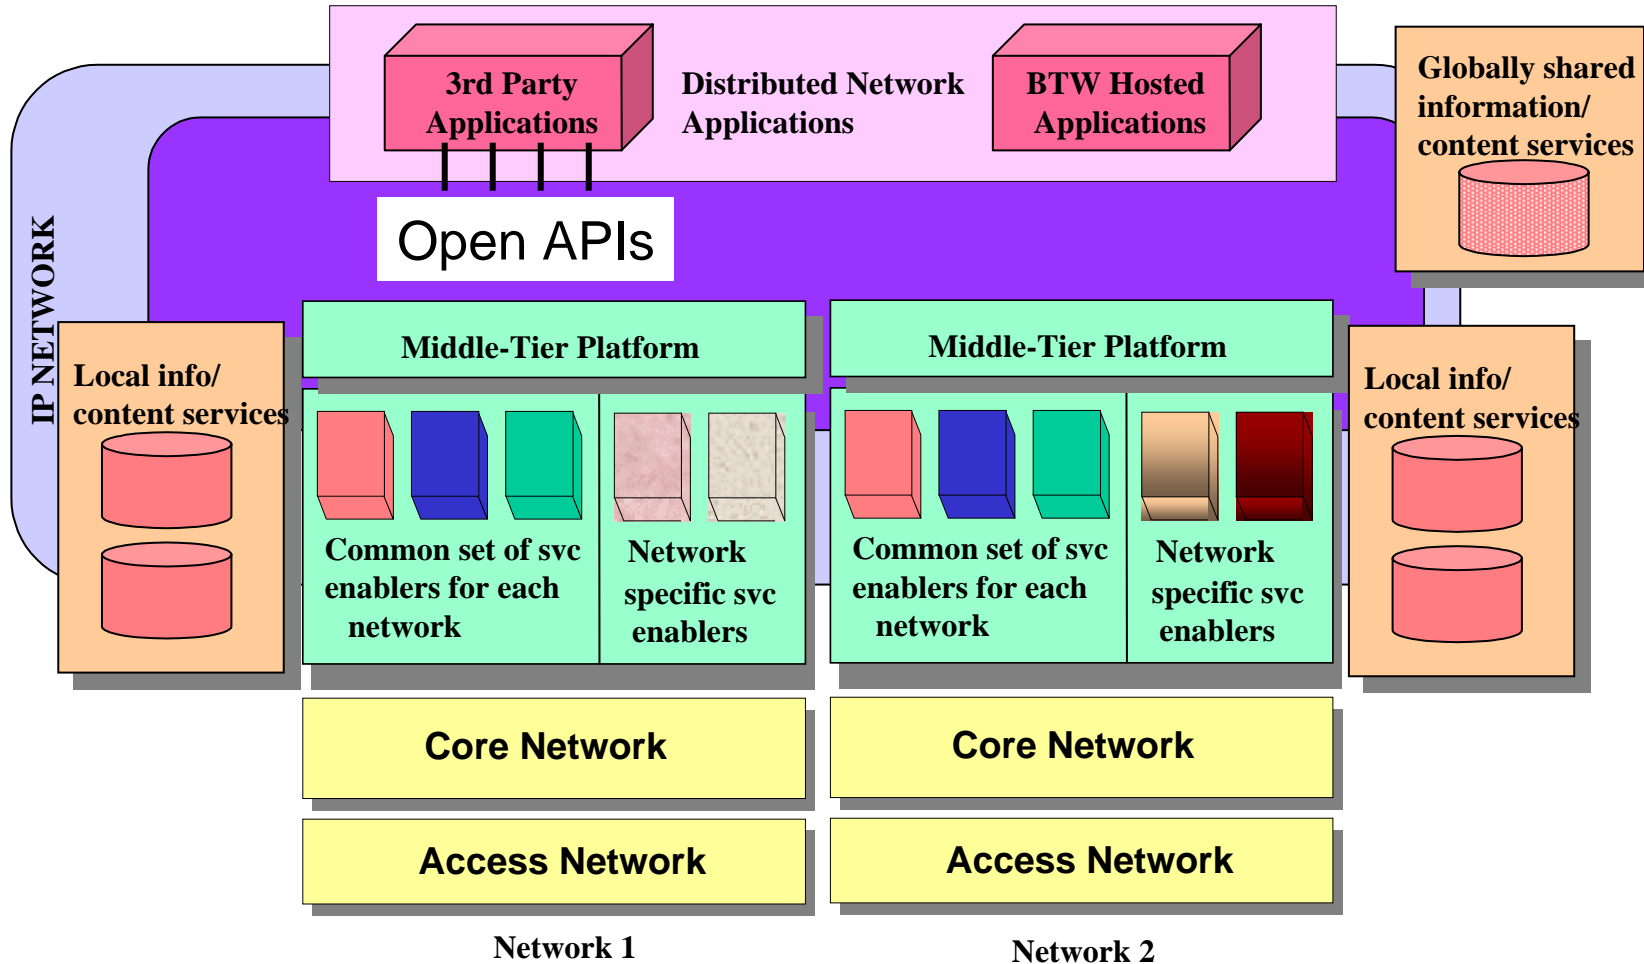 3rd Party
Applications
Distributed Network
Applications
BTW Hosted
Applications
Globally shared
information/
content services
Open APIs
IP NETWORK
Local info/
content services
Middle-Tier Platform
Middle-Tier Platform
Local info/
content services
Common set of svc
enablers for each
network
Network
specific svc
enablers
Common set of svc
enablers for each
network
Network
specific svc
enablers
Core Network
Core Network
Access Network
Access Network
Network 1
Network 2